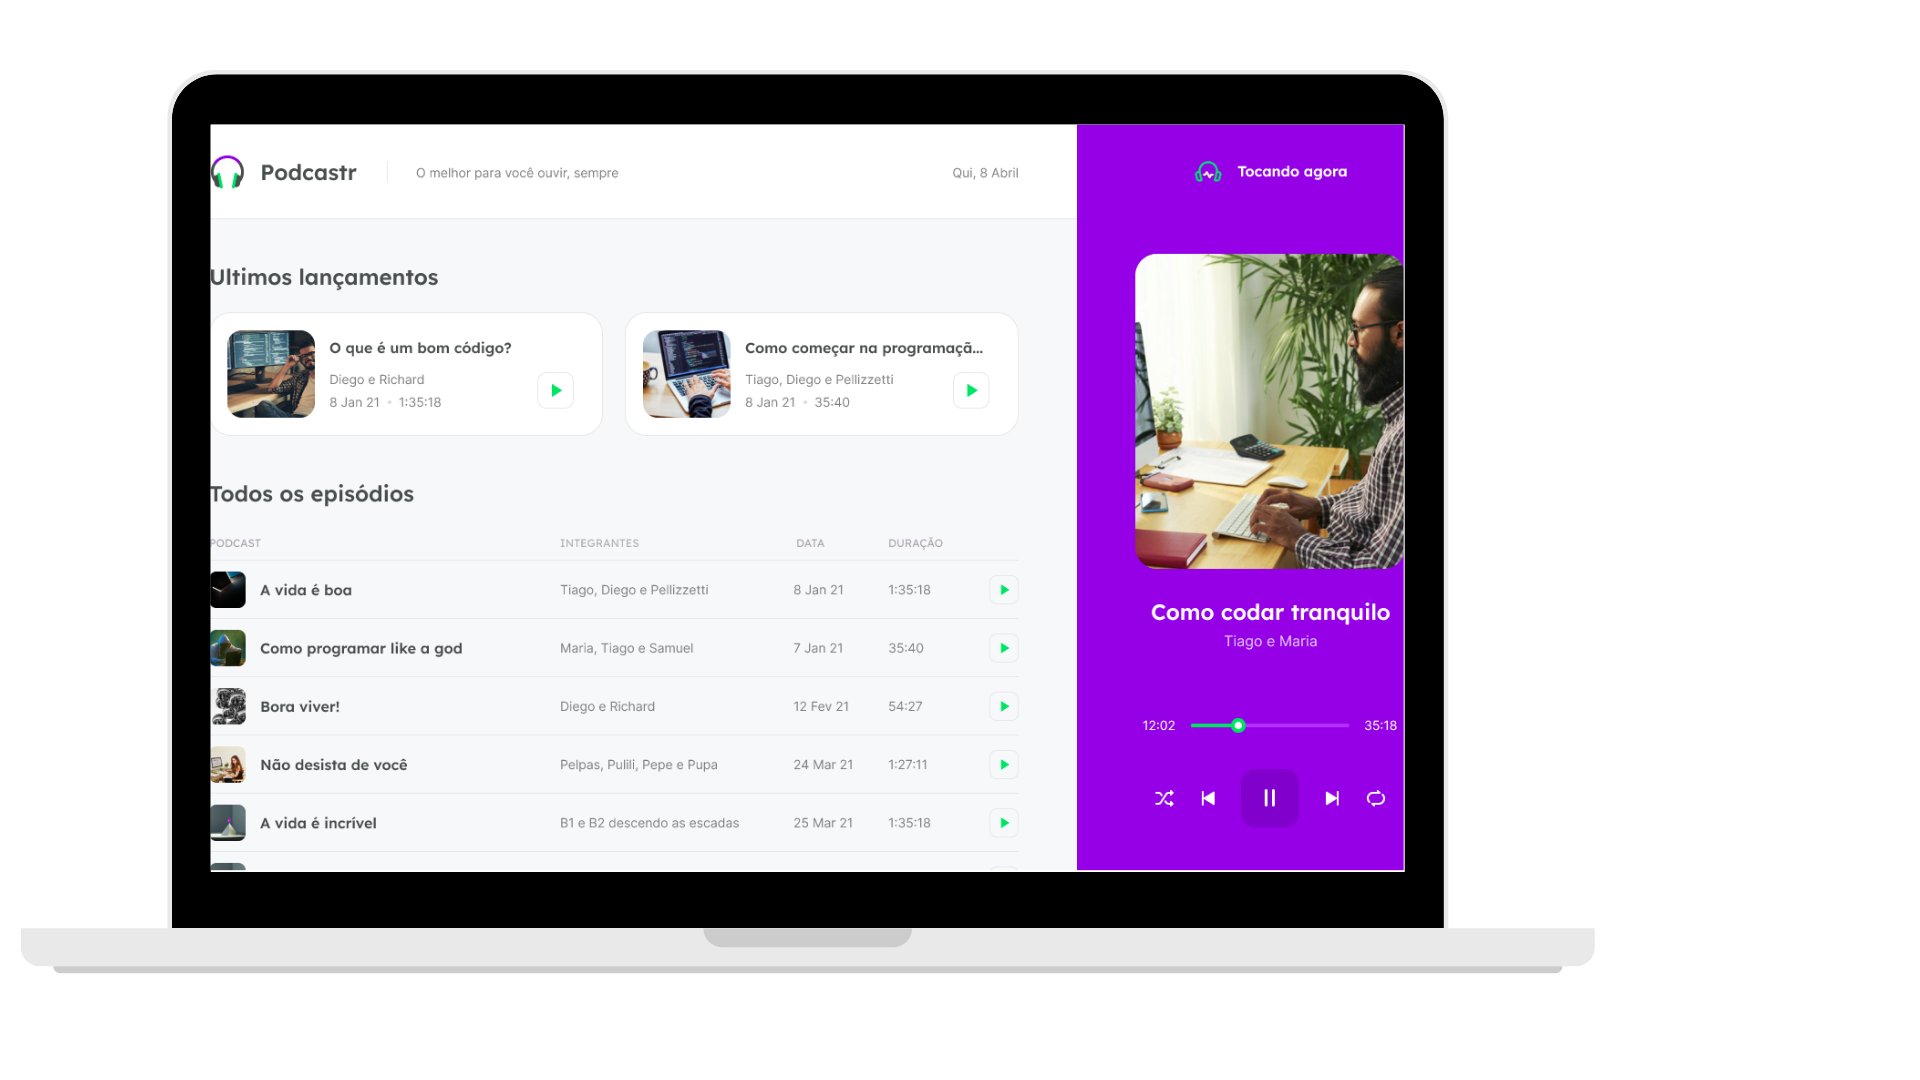 Podcastr
O melhor para você ouvir, sempre
Qui, 8 Abril
Ultimos lançamentos
O que é um bom código?
Diego e Richard
8 Jan 21 • 1:35:18
Como começar na programaçã...
Tiago, Diego e Pellizzetti
8 Jan 21 • 35:40
Todos os episódios
PODCAST INTEGRANTES DATA DURAÇÃO
A vida é boa Tiago, Diego e Pellizzetti 8 Jan 21 1:35:18
Como programar like a god Maria, Tiago e Samuel 7 Jan 21 35:40
Bora viver! Diego e Richard 12 Fev 21 54:27
Não desista de você Pelpas, Pulili, Pepe e Pupa 24 Mar 21 1:27:11
A vida é incrível B1 e B2 descendo as escadas 25 Mar 21 1:35:18
Tocando agora
Como codar tranquilo
Tiago e Maria
12:02 35:18